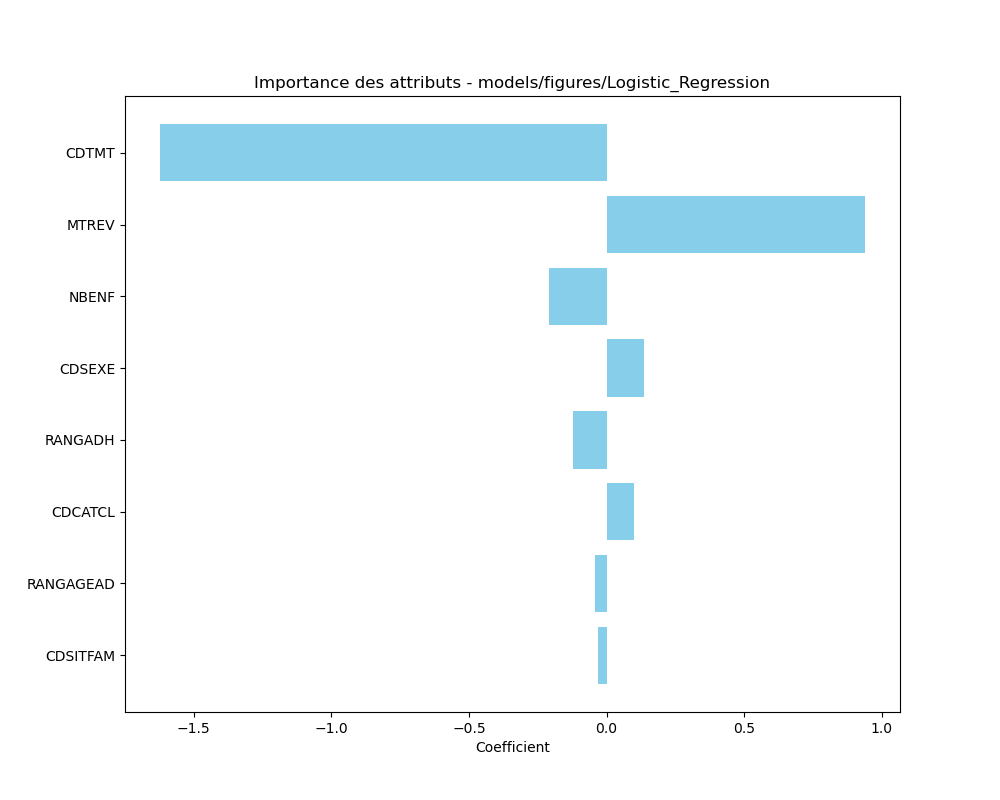 Importance des attributs - models/figures/Logistic_Regression
CDTMT
MTREV
NBENF
CDSEXE
RANGADH
CDCATCL
RANGAGEAD
CDSITFAM
−1.5 −1.0 −0.5 0.0 0.5 1.0
Coefficient